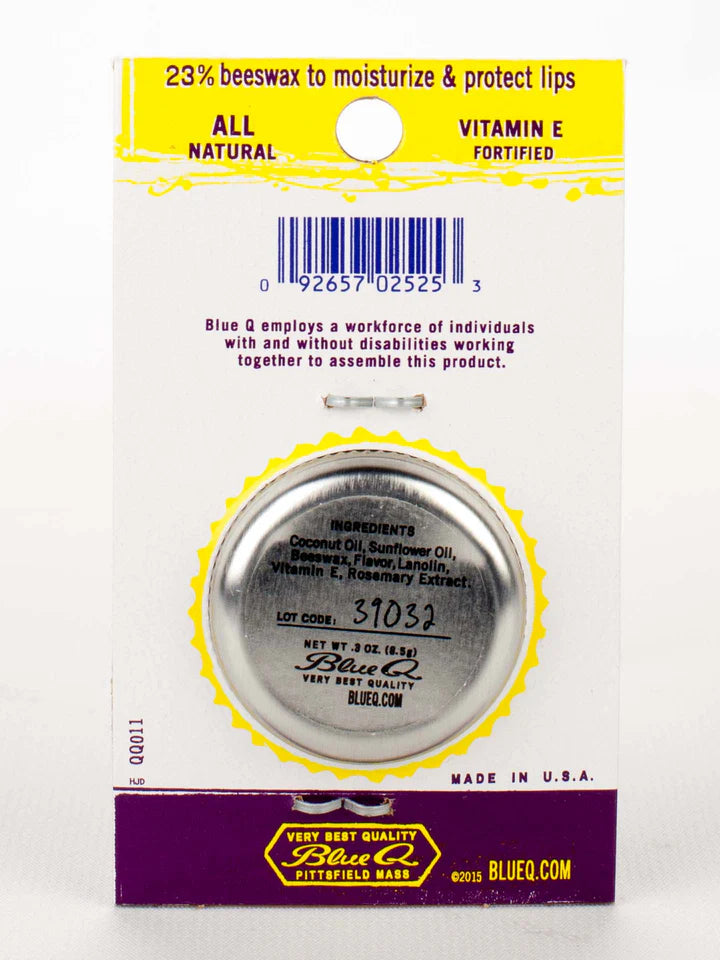 23% beeswax to moisturize & protect lips
ALL
NATURAL
VITAMIN E
FORTIFIED
0 92657 02525 3
Blue Q employs a workforce of individuals
with and without disabilities working
together to assemble this product.
INGREDIENTS
Coconut Oil, Sunflower Oil,
Beeswax, Flavor, Lanolin,
Vitamin E, Rosemary Extract.
LOT CODE: 39032
NET WT .3 OZ. (8.5g)
Blue Q
VERY BEST QUALITY
BLUEQ.COM
QQ011
HJD
MADE IN U.S.A.
VERY BEST QUALITY
Blue Q
PITTSFIELD MASS
©2015 BLUEQ.COM